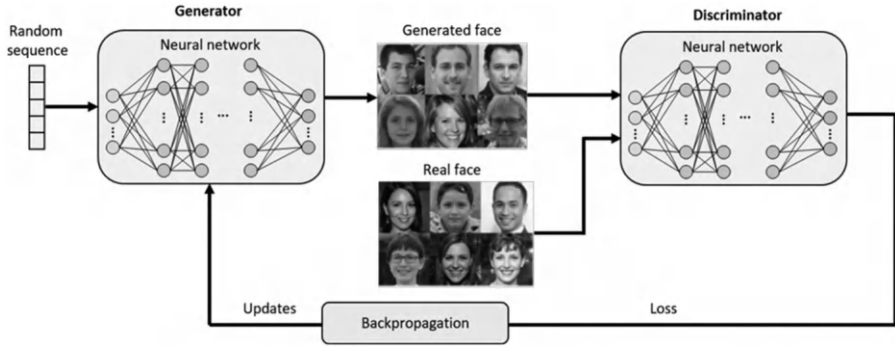 Generator
Discriminator
Random
sequence
Neural network
Generated face
Neural network
Real face
Updates
Backpropagation
Loss